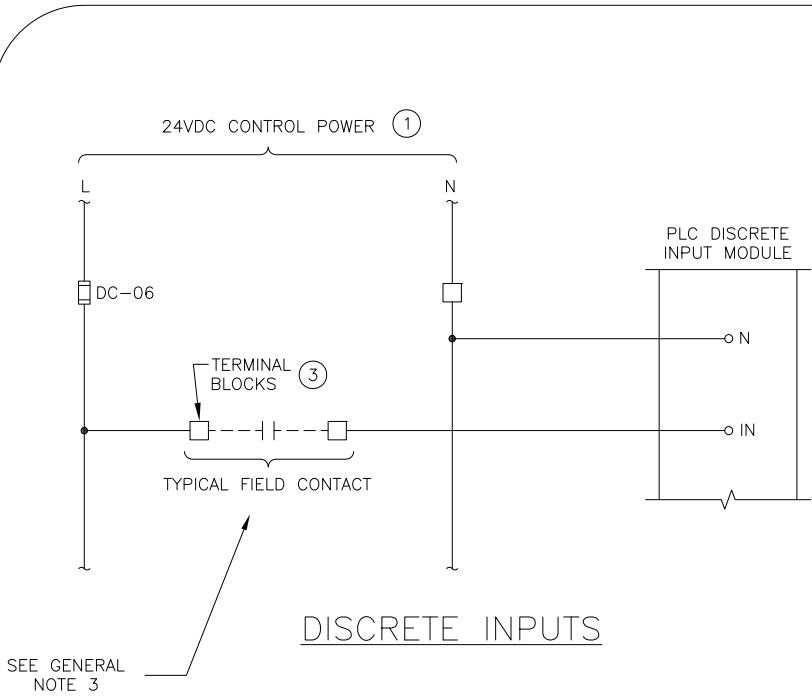 24VDC CONTROL POWER 1
L
N
PLC DISCRETE
INPUT MODULE
DC-06
N
TERMINAL
BLOCKS 3
IN
TYPICAL FIELD CONTACT
DISCRETE INPUTS
SEE GENERAL
NOTE 3